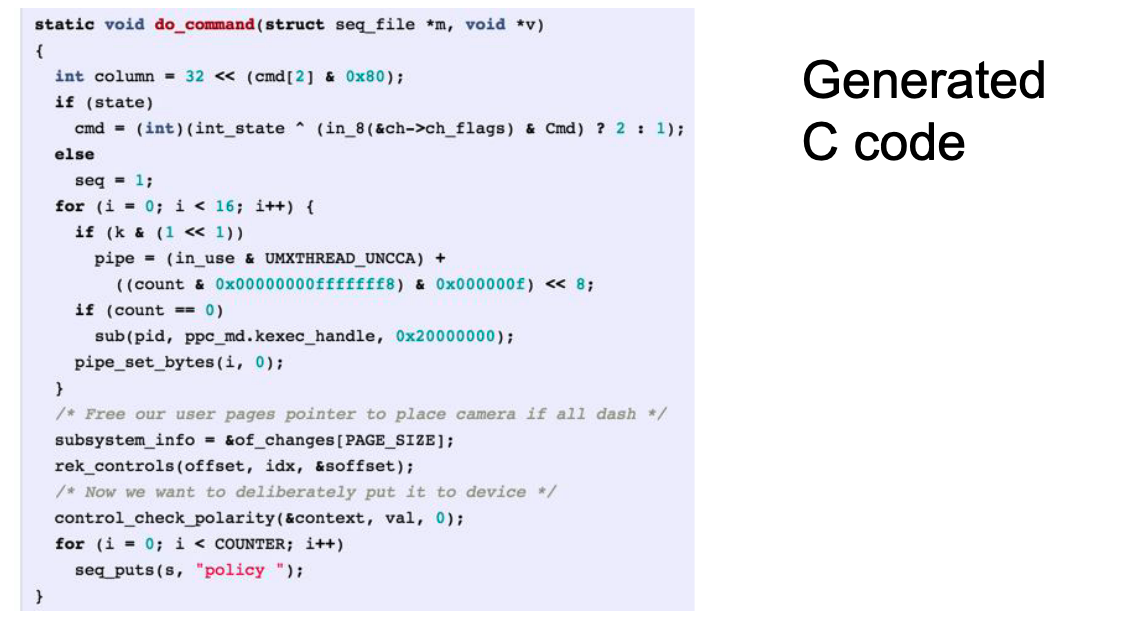 static void do_command(struct seq_file *m, void *v)
{
  int column = 32 << (cmd[2] & 0x80);
  if (state)
    cmd = (int)(int_state ^ (in_8(&ch->ch_flags) & Cmd) ? 2 : 1);
  else
    seq = 1;
  for (i = 0; i < 16; i++) {
    if (k & (1 << 1))
      pipe = (in_use & UMXTHREAD_UNCCA) +
        ((count & 0x00000000fffffff8) & 0x000000f) << 8;
    if (count == 0)
      sub(pid, ppc_md.kexec_handle, 0x20000000);
    pipe_set_bytes(i, 0);
  }
  /* Free our user pages pointer to place camera if all dash */
  subsystem_info = &of_changes[PAGE_SIZE];
  rek_controls(offset, idx, &soffset);
  /* Now we want to deliberately put it to device */
  control_check_polarity(&context, val, 0);
  for (i = 0; i < COUNTER; i++)
    seq_puts(s, "policy ");
}
Generated
C code